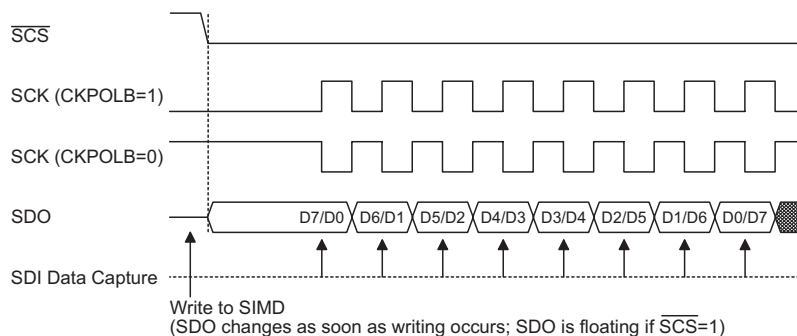 SCS
SCK (CKPOLB=1)
SCK (CKPOLB=0)
SDO D7/D0 D6/D1 D5/D2 D4/D3 D3/D4 D2/D5 D1/D6 D0/D7
SDI Data Capture
Write to SIMD
(SDO changes as soon as writing occurs; SDO is floating if SCS=1)